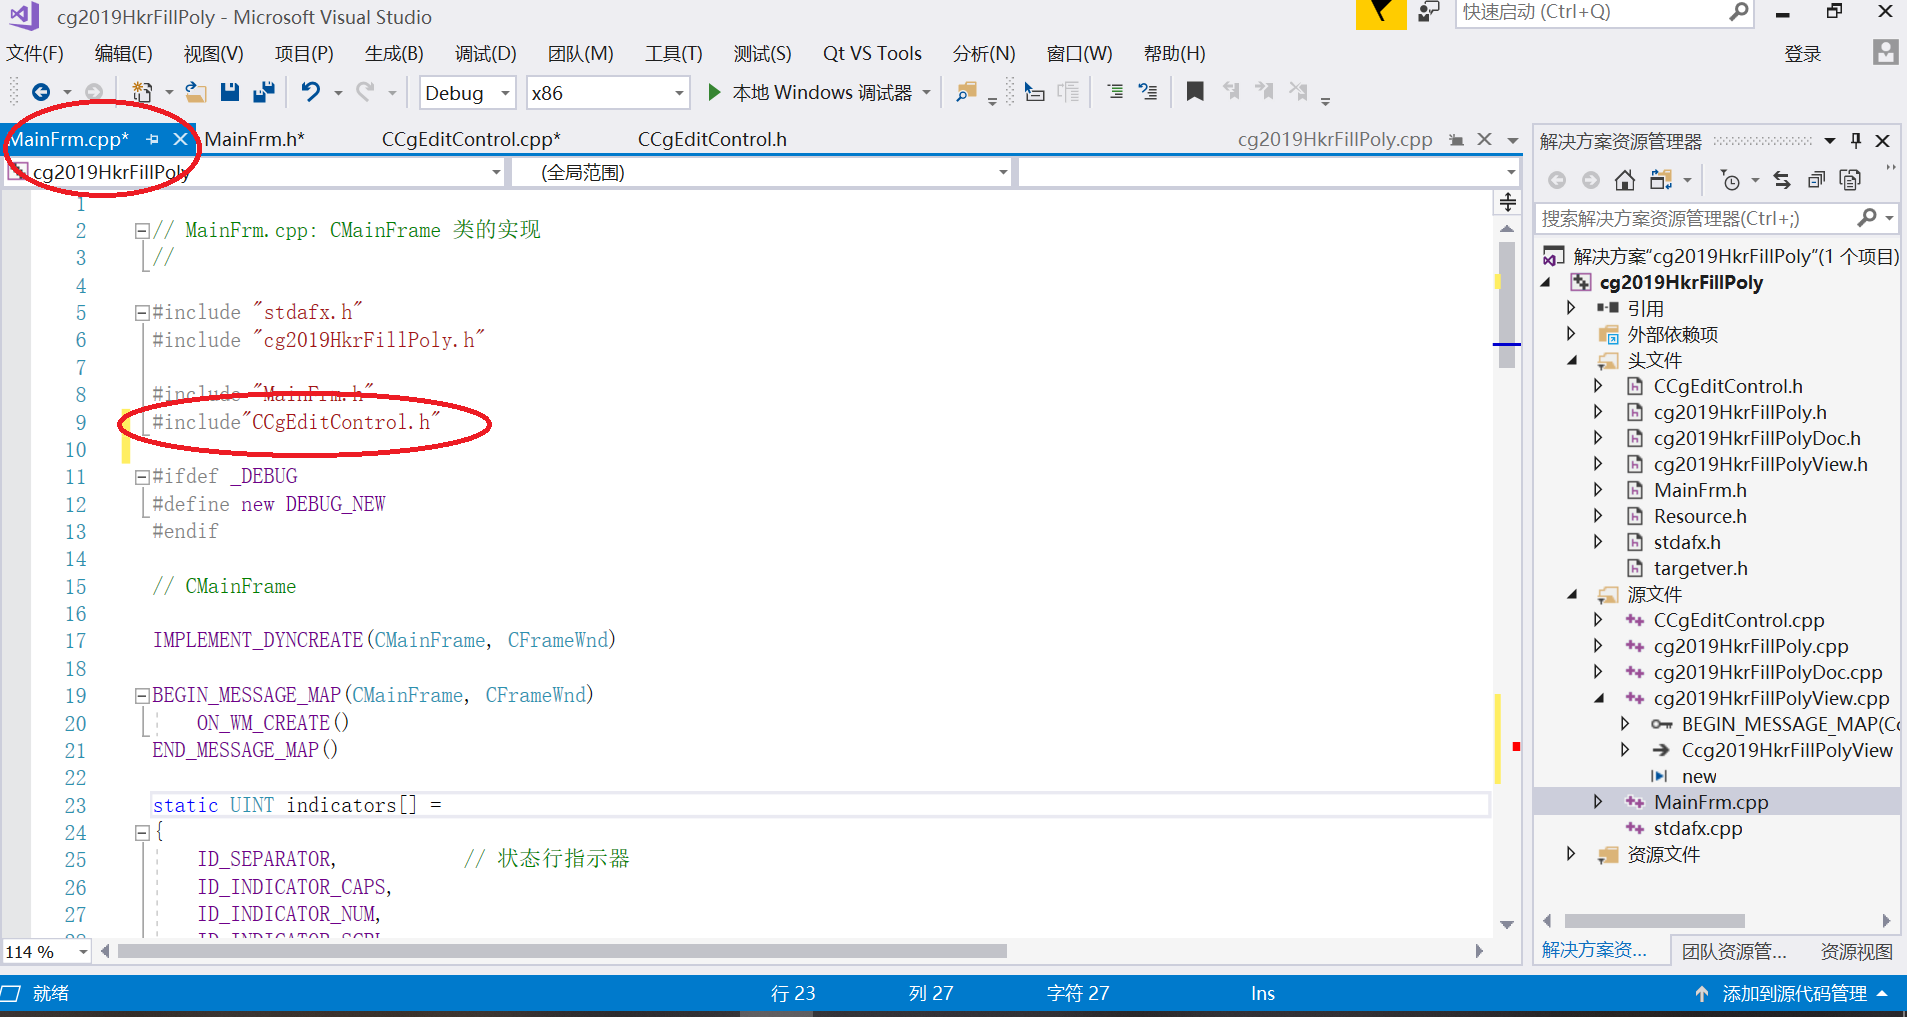 cg2019HkrFillPoly - Microsoft Visual Studio
快速启动 (Ctrl+Q)
文件(F) 编辑(E) 视图(V) 项目(P) 生成(B) 调试(D) 团队(M) 工具(T) 测试(S) Qt VS Tools 分析(N) 窗口(W) 帮助(H) 登录
Debug x86 本地 Windows 调试器
MainFrm.cpp* MainFrm.h* CCgEditControl.cpp* CCgEditControl.h cg2019HkrFillPoly.cpp
cg2019HkrFillPoly (全局范围)
1
2 // MainFrm.cpp: CMainFrame 类的实现
3 //
4
5 #include "stdafx.h"
6 #include "cg2019HkrFillPoly.h"
7
8 #include "MainFrm.h"
9 #include"CCgEditControl.h"
10
11 #ifdef _DEBUG
12 #define new DEBUG_NEW
13 #endif
14
15 // CMainFrame
16
17 IMPLEMENT_DYNCREATE(CMainFrame, CFrameWnd)
18
19 BEGIN_MESSAGE_MAP(CMainFrame, CFrameWnd)
20 ON_WM_CREATE()
21 END_MESSAGE_MAP()
22
23 static UINT indicators[] =
24 {
25 ID_SEPARATOR, // 状态行指示器
26 ID_INDICATOR_CAPS,
27 ID_INDICATOR_NUM,
114 %
解决方案资源管理器
搜索解决方案资源管理器(Ctrl+;)
解决方案"cg2019HkrFillPoly"(1 个项目)
cg2019HkrFillPoly
引用
外部依赖项
头文件
CCgEditControl.h
cg2019HkrFillPoly.h
cg2019HkrFillPolyDoc.h
cg2019HkrFillPolyView.h
MainFrm.h
Resource.h
stdafx.h
targetver.h
源文件
CCgEditControl.cpp
cg2019HkrFillPoly.cpp
cg2019HkrFillPolyDoc.cpp
cg2019HkrFillPolyView.cpp
BEGIN_MESSAGE_MAP(Cc
Ccg2019HkrFillPolyView
new
MainFrm.cpp
stdafx.cpp
资源文件
解决方案资... 团队资源管... 资源视图
就绪 行 23 列 27 字符 27 Ins 添加到源代码管理